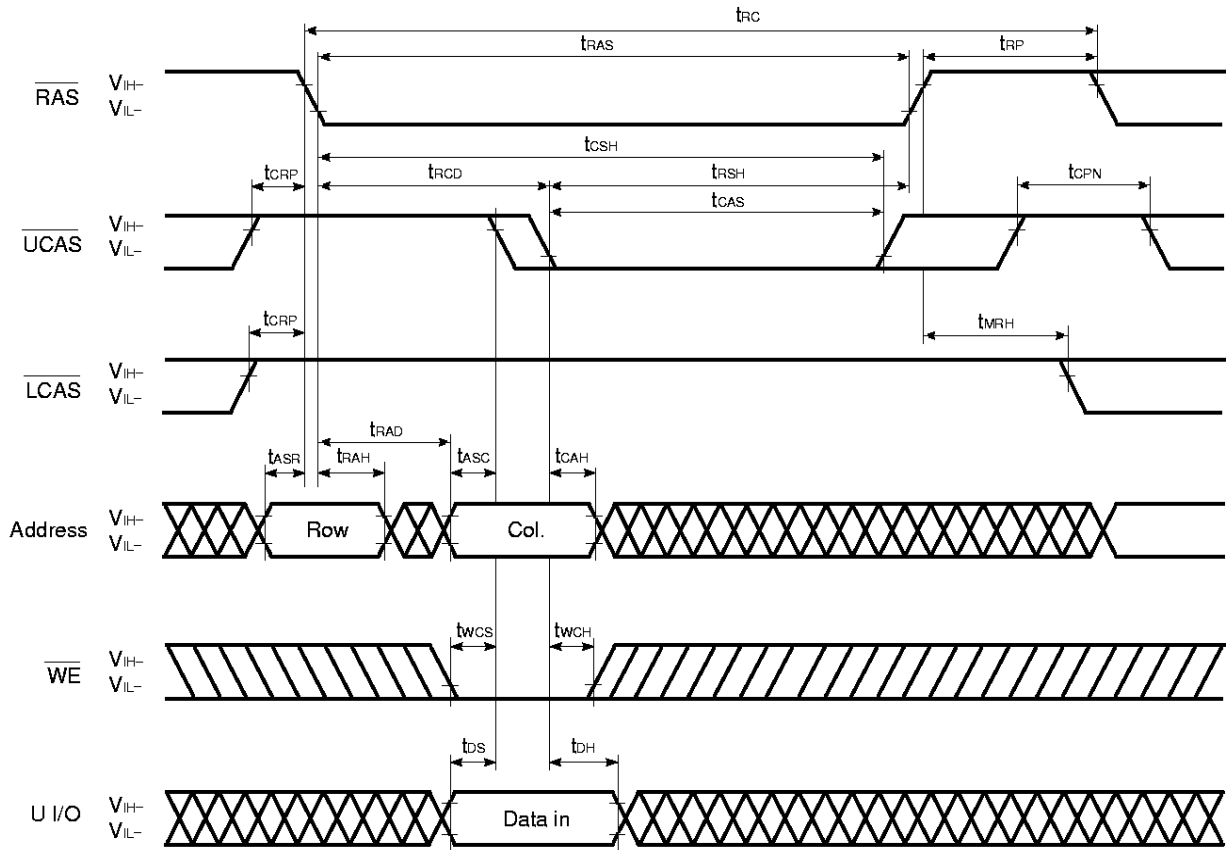 tRC
tRAS
tRP
RAS
VIH–
VIL–
tCSH
tCRP
tRCD
tRSH
tCPN
tCAS
UCAS
VIH–
VIL–
tCRP
tMRH
LCAS
VIH–
VIL–
tRAD
tASR
tRAH
tASC
tCAH
Address
VIH–
VIL–
Row
Col.
tWCS
tWCH
WE
VIH–
VIL–
tDS
tDH
U I/O
VIH–
VIL–
Data in